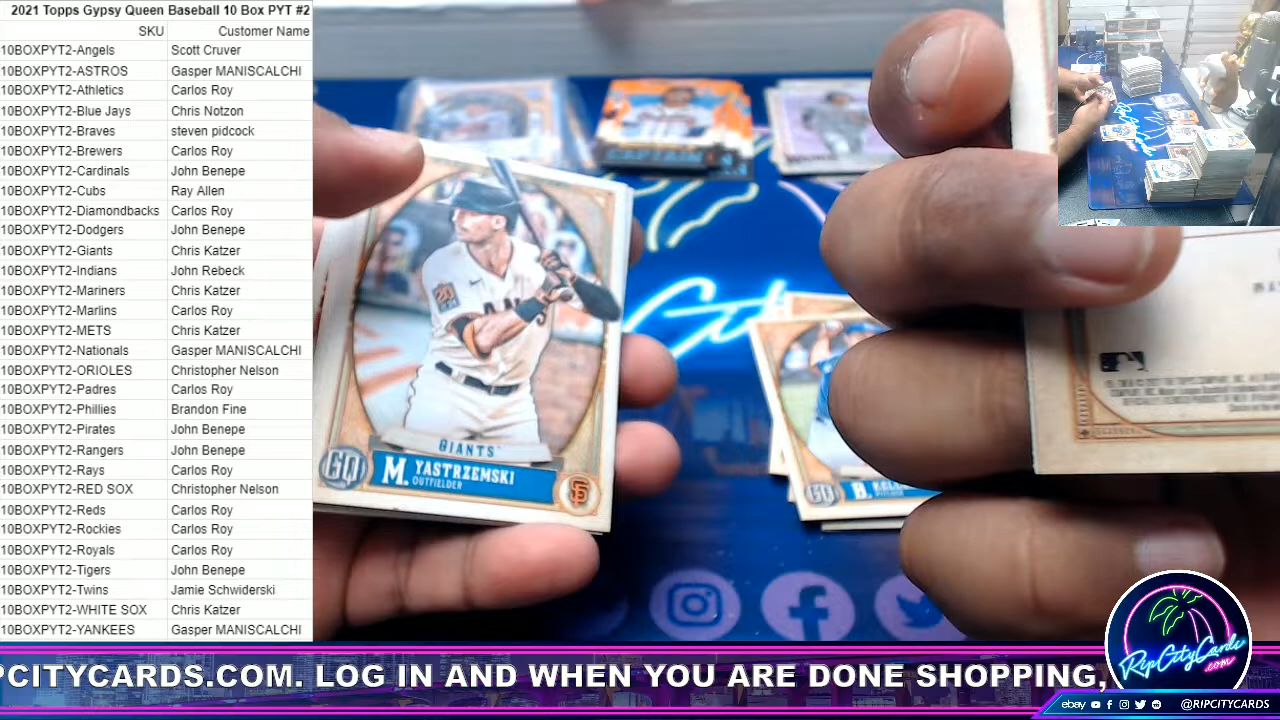 2021 Topps Gypsy Queen Baseball 10 Box PYT #2
SKU Customer Name
10BOXPYT2-Angels Scott Cruver
10BOXPYT2-ASTROS Gasper MANISCALCHI
10BOXPYT2-Athletics Carlos Roy
10BOXPYT2-Blue Jays Chris Notzon
10BOXPYT2-Braves steven pidcock
10BOXPYT2-Brewers Carlos Roy
10BOXPYT2-Cardinals John Benepe
10BOXPYT2-Cubs Ray Allen
10BOXPYT2-Diamondbacks Carlos Roy
10BOXPYT2-Dodgers John Benepe
10BOXPYT2-Giants Chris Katzer
10BOXPYT2-Indians John Rebeck
10BOXPYT2-Mariners Chris Katzer
10BOXPYT2-Marlins Carlos Roy
10BOXPYT2-METS Chris Katzer
10BOXPYT2-Nationals Gasper MANISCALCHI
10BOXPYT2-ORIOLES Christopher Nelson
10BOXPYT2-Padres Carlos Roy
10BOXPYT2-Phillies Brandon Fine
10BOXPYT2-Pirates John Benepe
10BOXPYT2-Rangers John Benepe
10BOXPYT2-Rays Carlos Roy
10BOXPYT2-RED SOX Christopher Nelson
10BOXPYT2-Reds Carlos Roy
10BOXPYT2-Rockies Carlos Roy
10BOXPYT2-Royals Carlos Roy
10BOXPYT2-Tigers John Benepe
10BOXPYT2-Twins Jamie Schwiderski
10BOXPYT2-WHITE SOX Chris Katzer
10BOXPYT2-YANKEES Gasper MANISCALCHI
GIANTS
GQ M. YASTRZEMSKI SF
OUTFIELDER
GQ B.
PCITYCARDS.COM. LOG IN AND WHEN YOU ARE DONE SHOPPING,
RipCityCards
.com
ebay @RIPCITYCARDS